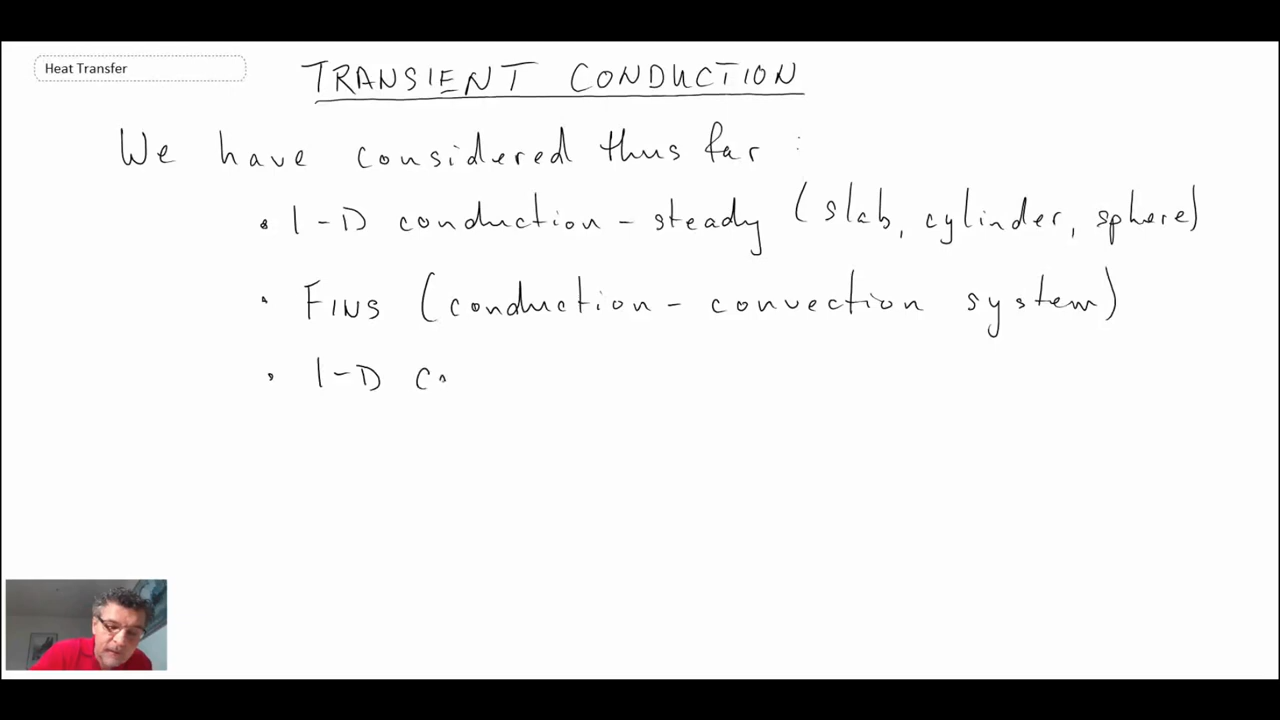 Heat Transfer
TRANSIENT CONDUCTION
We have considered thus far :
• 1-D conduction - steady (slab, cylinder, sphere)
• FINS (conduction - convection system)
• 1-D co